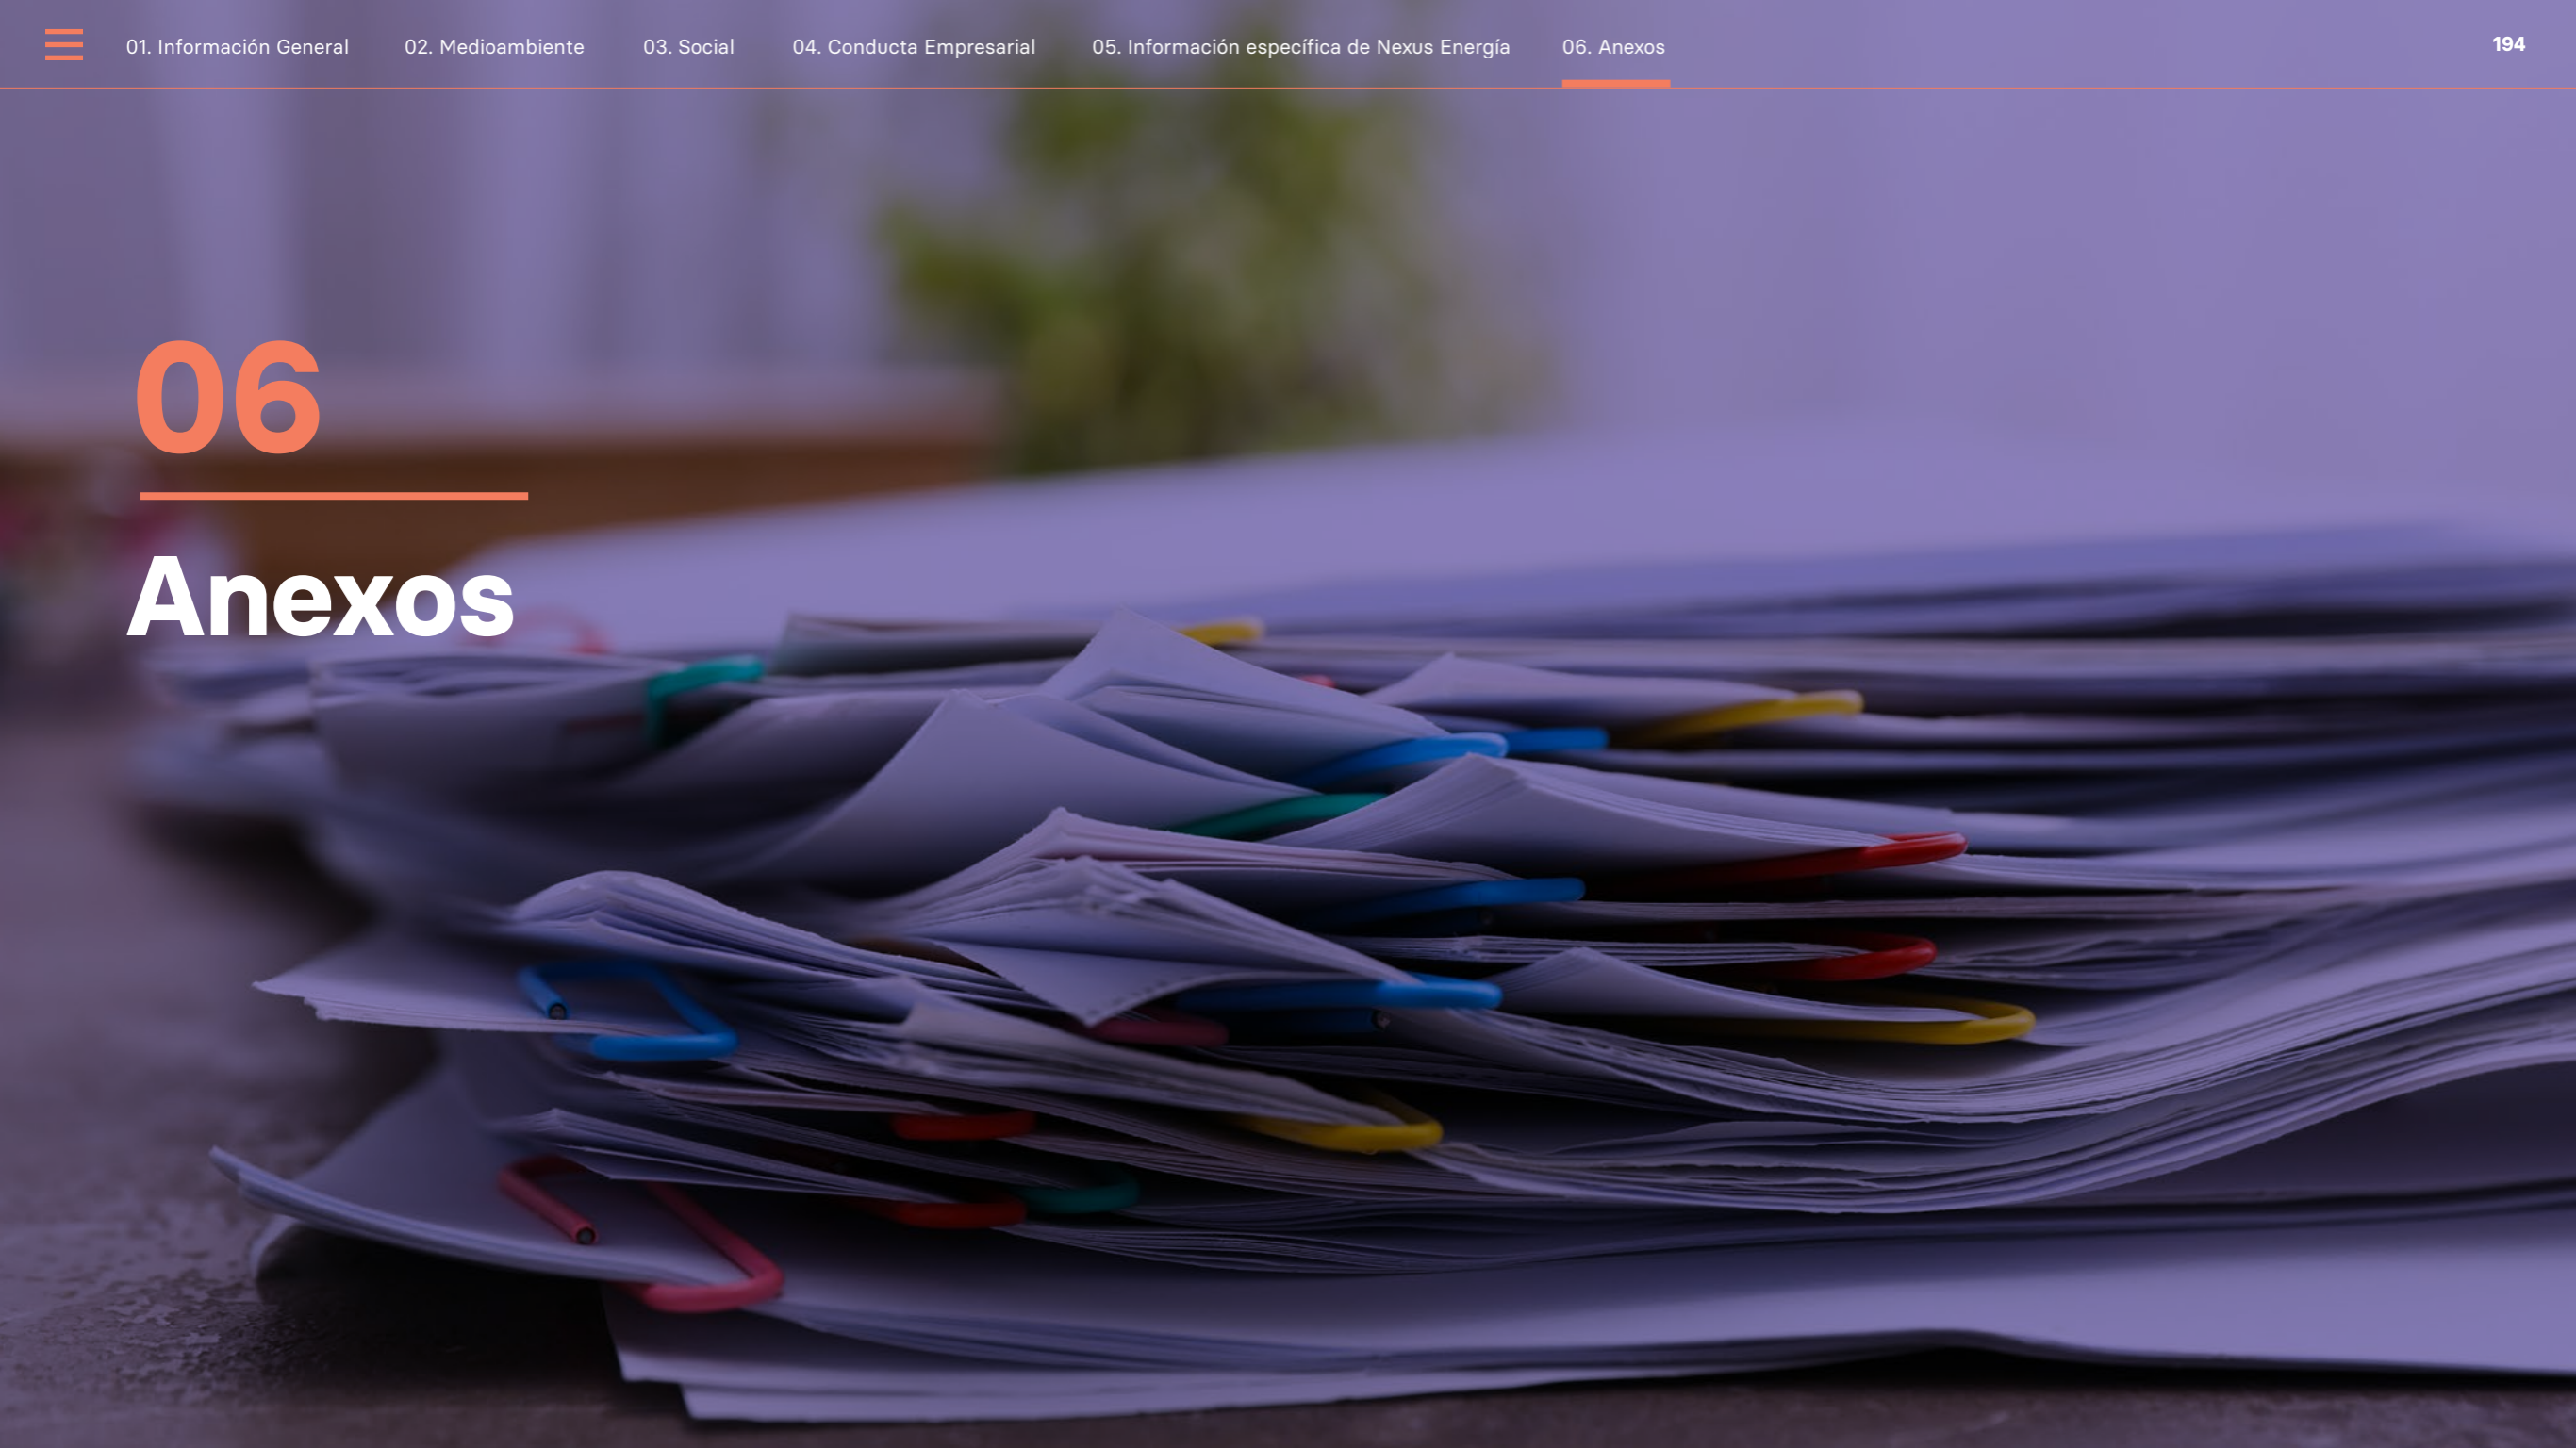 01. Información General
02. Medioambiente
03. Social
04. Conducta Empresarial
05. Información específica de Nexus Energía
06. Anexos
194
06
Anexos